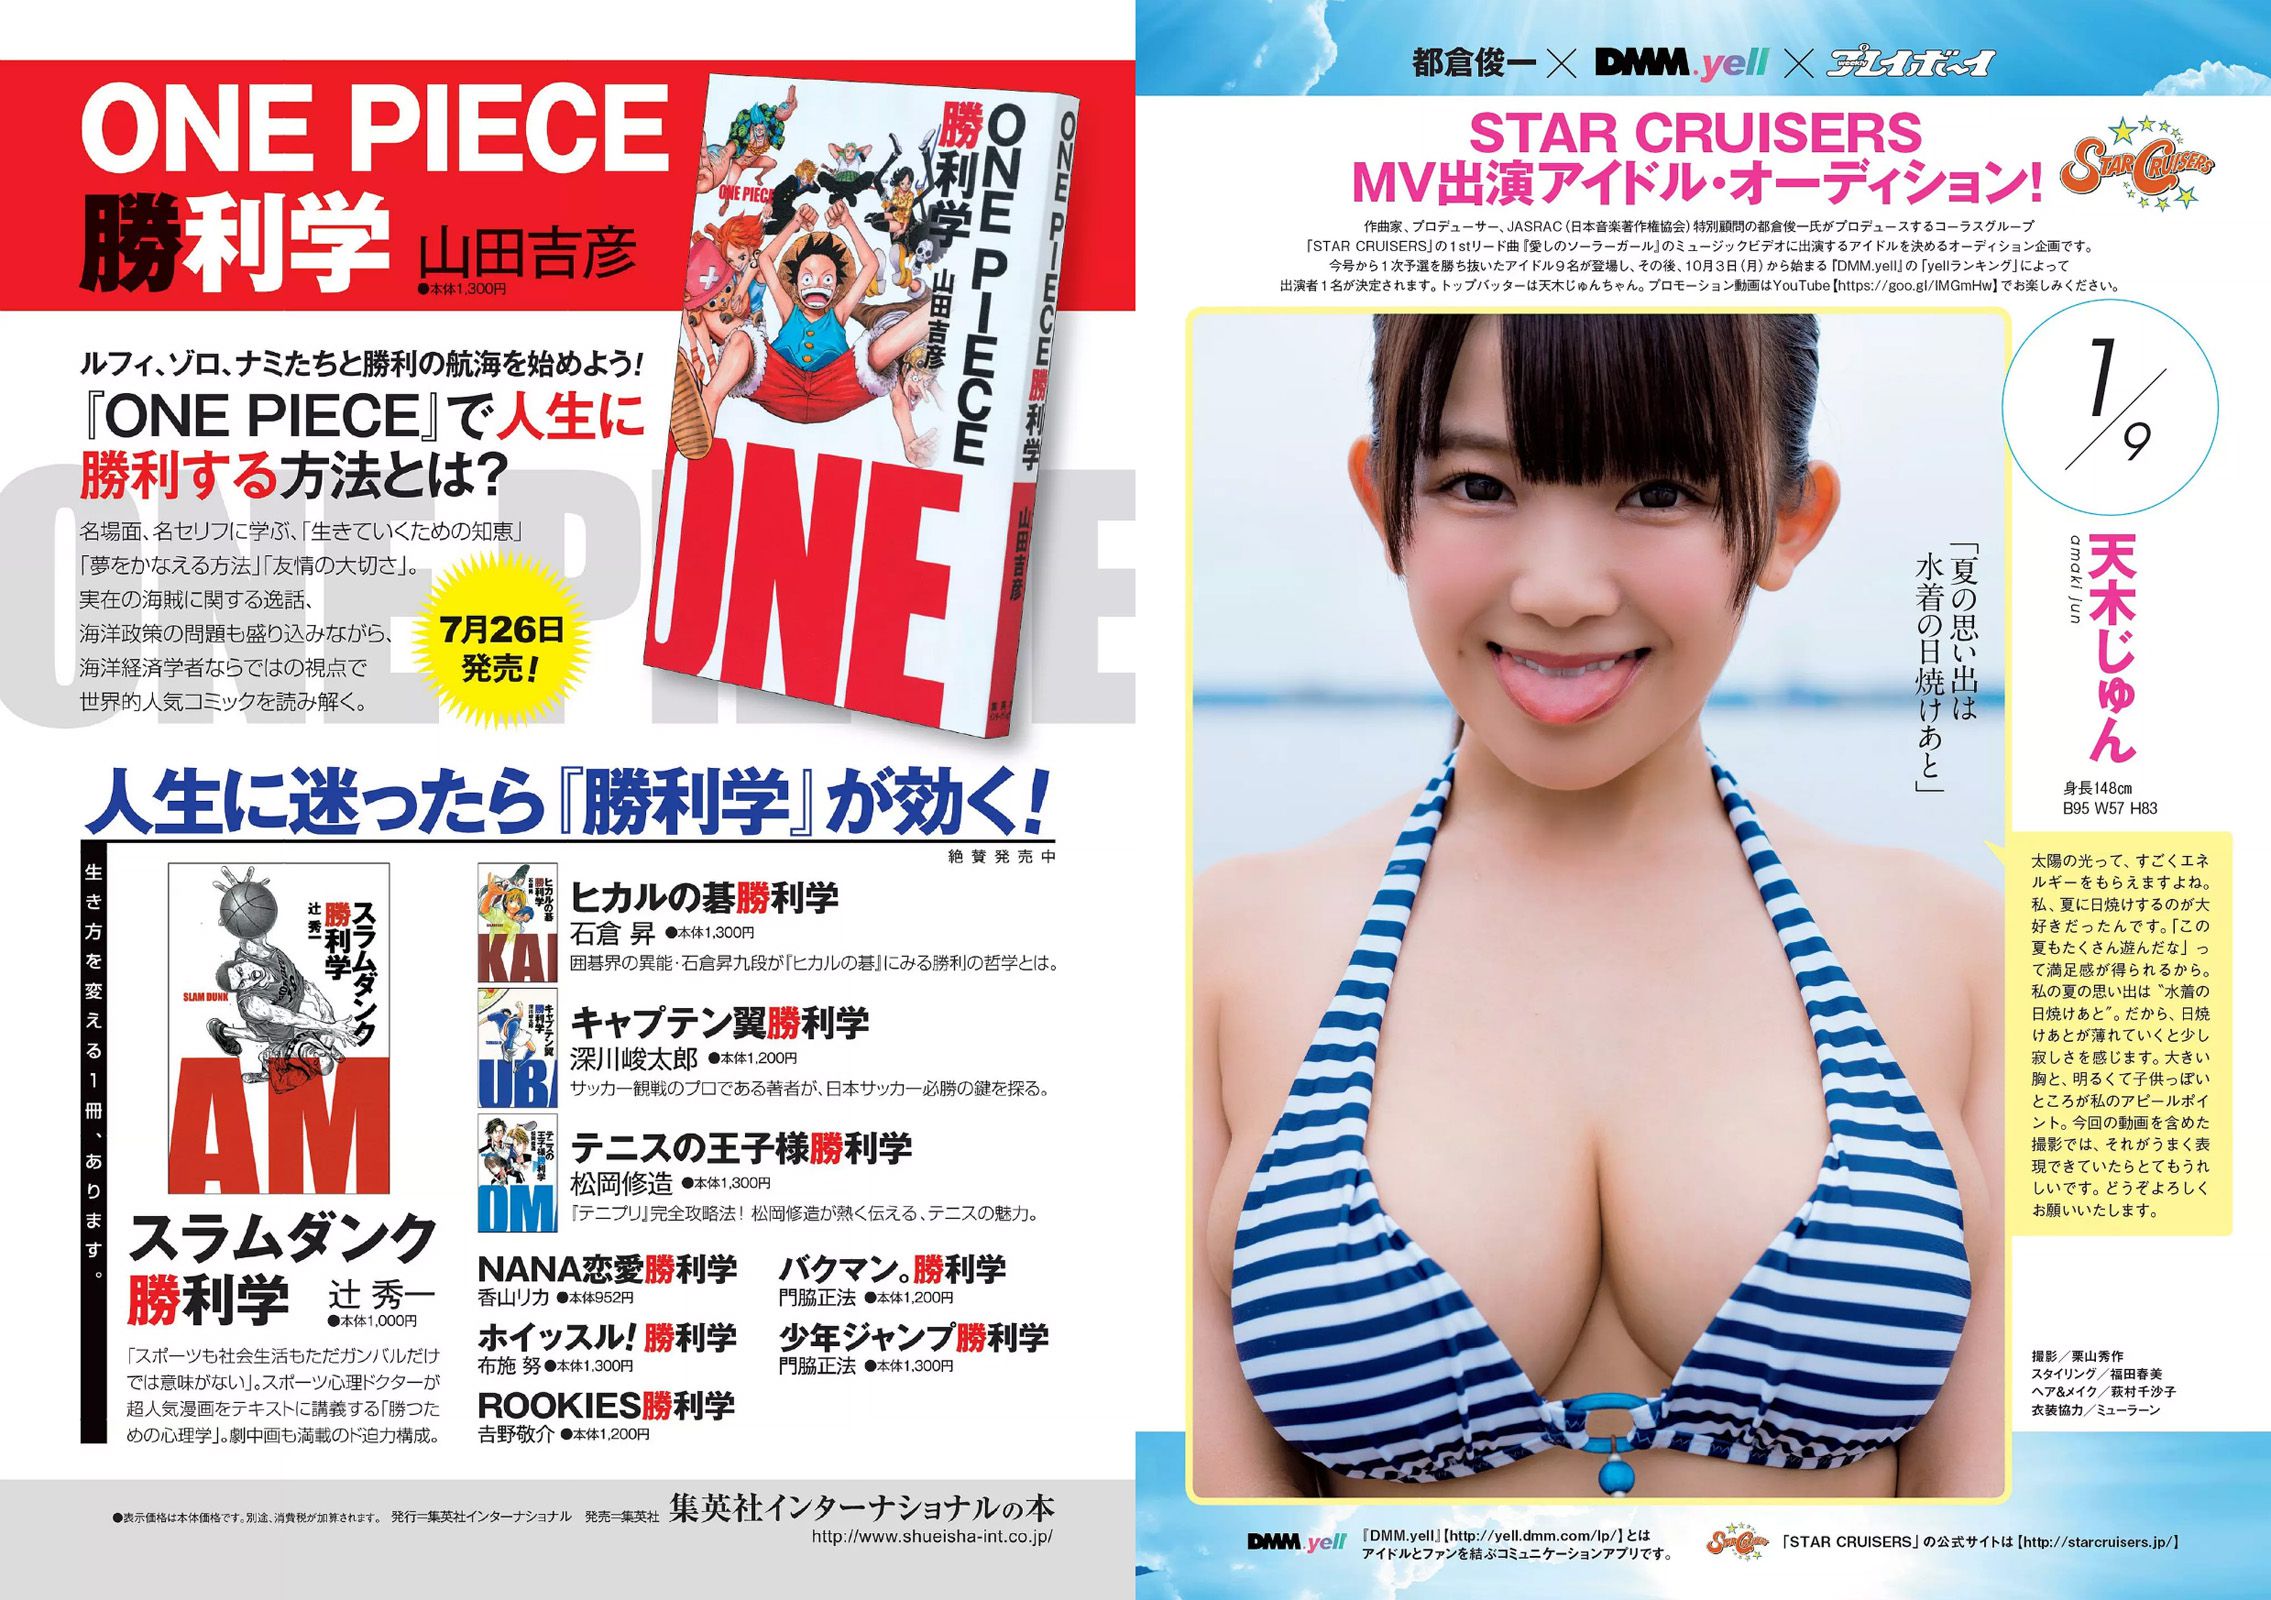 ONE PIECE
勝利学 山田吉彦
●本体1,300円
ルフィ、ゾロ、ナミたちと勝利の航海を始めよう!
『ONE PIECE』で人生に
勝利する方法とは?
名場面、名セリフに学ぶ、「生きていくための知恵」
「夢をかなえる方法」「友情の大切さ」。
実在の海賊に関する逸話、
海洋政策の問題も盛り込みながら、
海洋経済学者ならではの視点で
世界的人気コミックを読み解く。
7月26日
発売!
ONE PIECE
勝利学 山田吉彦
ONE PIECE
ONE
ONE PIECE 勝利学 山田吉彦
人生に迷ったら『勝利学』が効く!
絶賛発売中
生き方を変える1冊、あります。
スラムダンク
勝利学
辻 秀一
SLAM DUNK
AM
スラムダンク
勝利学 辻 秀一
●本体1,000円
「スポーツも社会生活もただガンバルだけ
では意味がない」。スポーツ心理ドクターが
超人気漫画をテキストに講義する「勝つた
めの心理学」。劇中画も満載のド迫力構成。
ヒカルの碁
勝利学
KAI
ヒカルの碁勝利学
石倉 昇 ●本体1,300円
囲碁界の異能・石倉昇九段が『ヒカルの碁』にみる勝利の哲学とは。
キャプテン翼
勝利学
UBA
キャプテン翼勝利学
深川峻太郎 ●本体1,200円
サッカー観戦のプロである著者が、日本サッカー必勝の鍵を探る。
テニスの
王子様勝利学
OM
テニスの王子様勝利学
松岡修造 ●本体1,300円
『テニプリ』完全攻略法! 松岡修造が熱く伝える、テニスの魅力。
NANA恋愛勝利学
香山リカ ●本体952円
バクマン。勝利学
門脇正法 ●本体1,200円
ホイッスル!勝利学
布施 努 ●本体1,300円
少年ジャンプ勝利学
門脇正法 ●本体1,300円
ROOKIES勝利学
吉野敬介 ●本体1,200円
●表示価格は本体価格です。別途、消費税が加算されます。 発行=集英社インターナショナル 発売=集英社 集英社インターナショナルの本
http://www.shueisha-int.co.jp/
都倉俊一×DMM.yell×weeklyプレイボーイ
STAR CRUISERS
MV出演アイドル・オーディション!
STAR CRUISERS
作曲家、プロデューサー、JASRAC(日本音楽著作権協会)特別顧問の都倉俊一氏がプロデュースするコーラスグループ
「STAR CRUISERS」の1stリード曲『愛しのソーラーガール』のミュージックビデオに出演するアイドルを決めるオーディション企画です。
今号から1次予選を勝ち抜いたアイドル9名が登場し、その後、10月3日(月)から始まる『DMM.yell』の「yellランキング」によって
出演者1名が決定されます。トップバッターは天木じゅんちゃん。プロモーション動画はYouTube【https://goo.gl/IMGmHw】でお楽しみください。
1/9
天木じゅん
amaki jun
身長148cm
B95 W57 H83
「夏の思い出は
水着の日焼けあと」
太陽の光って、すごくエネ
ルギーをもらえますよね。
私、夏に日焼けするのが大
好きだったんです。「この
夏もたくさん遊んだな」っ
て満足感が得られるから。
私の夏の思い出は〝水着の
日焼けあと〟。だから、日焼
けあとが薄れていくと少し
寂しさを感じます。大きい
胸と、明るくて子供っぽい
ところが私のアピールポイ
ント。今回の動画を含めた
撮影では、それがうまく表
現できていたらとてもうれ
しいです。どうぞよろしく
お願いいたします。
撮影/栗山秀作
スタイリング/福田春美
ヘア&メイク/萩村千沙子
衣装協力/ミューラーン
DMM.yell
『DMM.yell』【http://yell.dmm.com/lp/】とは
アイドルとファンを結ぶコミュニケーションアプリです。
STAR CRUISERS
「STAR CRUISERS」の公式サイトは【http://starcruisers.jp/】